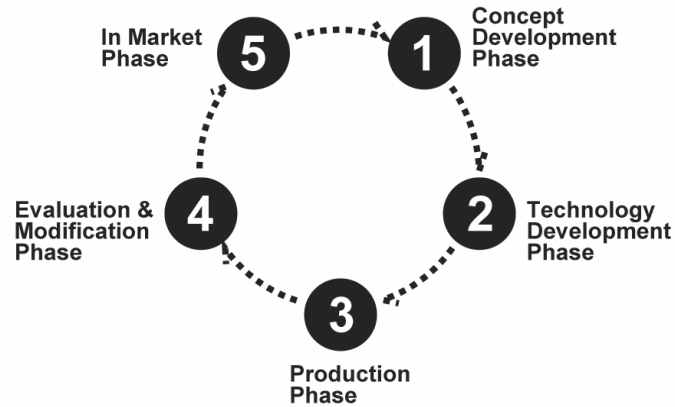 1
Concept
Development
Phase
2
Technology
Development
Phase
3
Production
Phase
4
Evaluation &
Modification
Phase
5
In Market
Phase